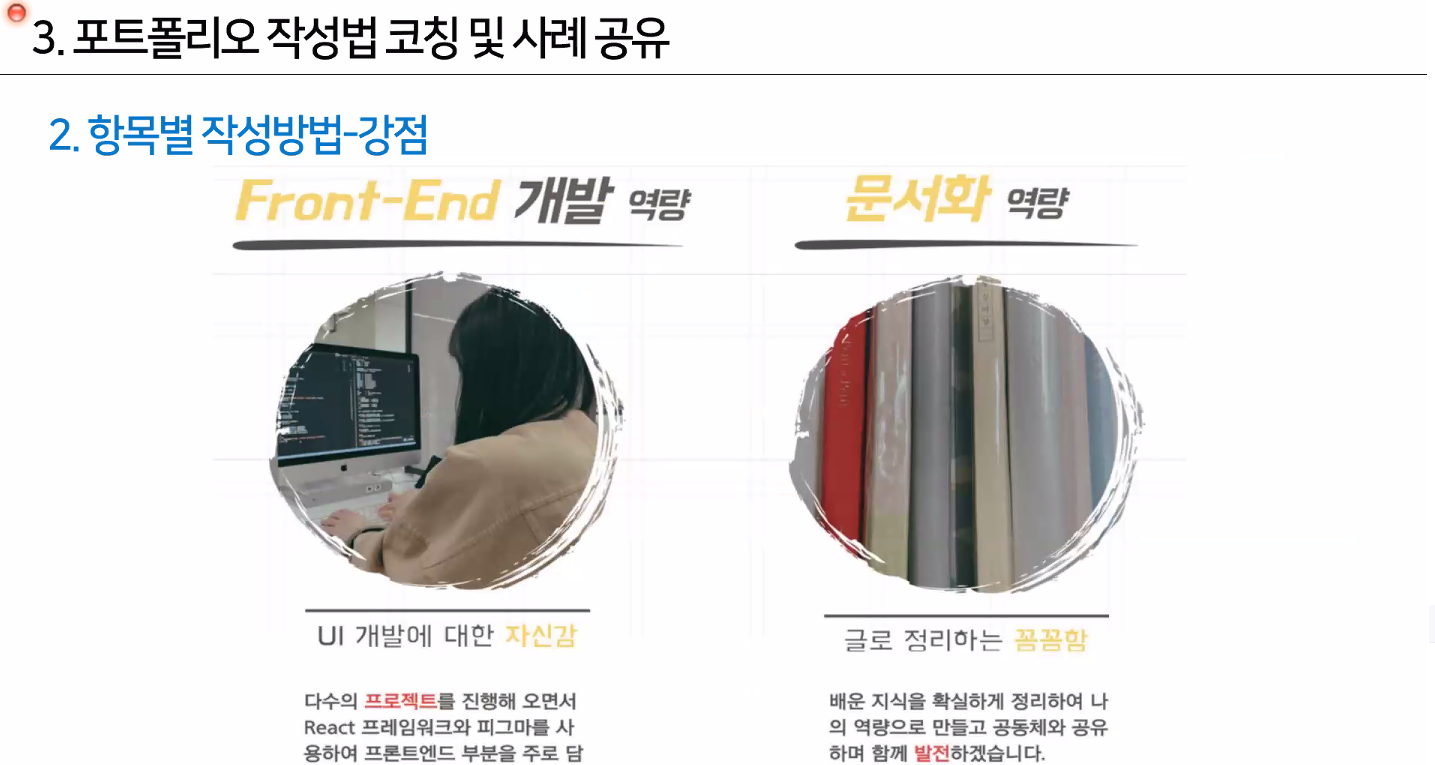 3. 포트폴리오 작성법 코칭 및 사례 공유
2. 항목별 작성방법-강점
Front-End 개발 역량
UI 개발에 대한 자신감
다수의 프로젝트를 진행해 오면서
React 프레임워크와 피그마를 사
용하여 프론트엔드 부분을 주로 담
문서화 역량
글로 정리하는 꼼꼼함
배운 지식을 확실하게 정리하여 나
의 역량으로 만들고 공동체와 공유
하며 함께 발전하겠습니다.